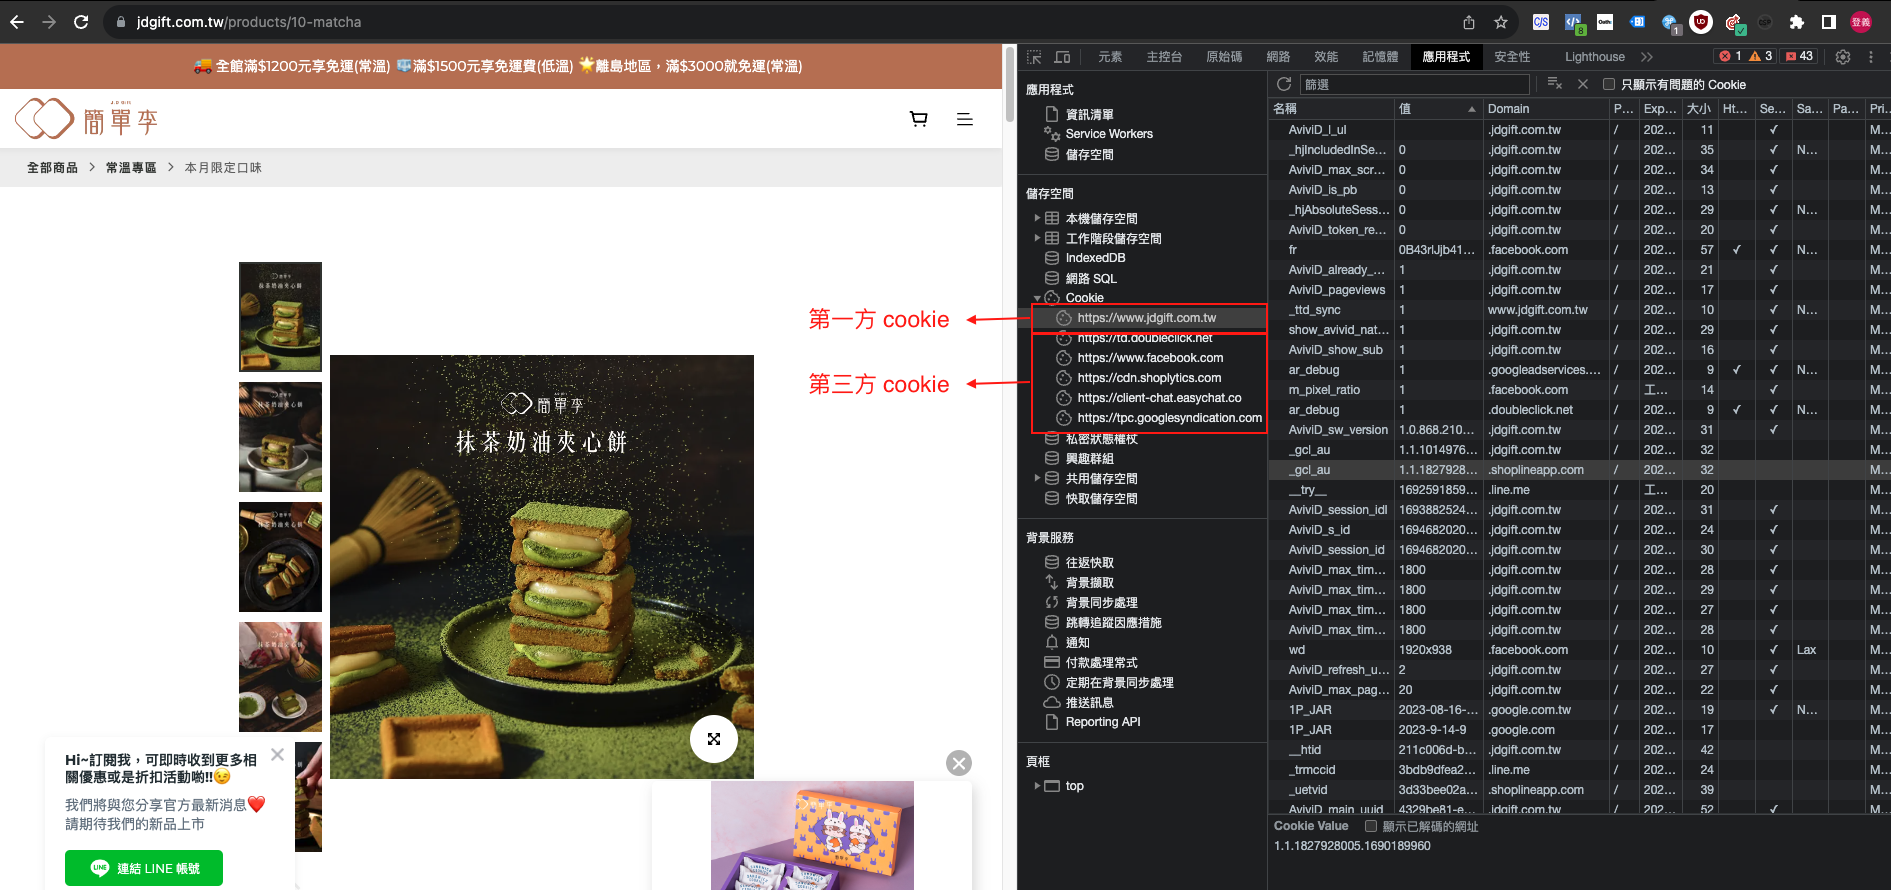 jdgift.com.tw/products/10-matcha
全館滿$1200元享免運(常溫) 滿$1500元享免運費(低溫) 離島地區，滿$3000就免運(常溫)
簡單李
全部商品 > 常溫專區 > 本月限定口味
第一方 cookie
第三方 cookie
簡單李
抹茶奶油夾心餅
Hi~訂閱我，可即時收到更多相
關優惠或是折扣活動喲!!😉
我們將與您分享官方最新消息❤️
請期待我們的新品上市
LINE 連結 LINE 帳號
元素 主控台 原始碼 網路 效能 記憶體 應用程式 安全性 Lighthouse
1 3 43
應用程式
資訊清單
Service Workers
儲存空間
儲存空間
本機儲存空間
工作階段儲存空間
IndexedDB
網路 SQL
Cookie
https://www.jdgift.com.tw
https://td.doubleclick.net
https://www.facebook.com
https://cdn.shoplytics.com
https://client-chat.easychat.co
https://tpc.googlesyndication.com
私密狀態權杖
興趣群組
共用儲存空間
快取儲存空間
背景服務
往返快取
背景擷取
背景同步處理
跳轉追蹤因應措施
通知
付款處理常式
定期在背景同步處理
推送訊息
Reporting API
頁框
top
篩選 只顯示有問題的 Cookie
名稱 值 Domain P... Exp... 大小 Ht... Se... Sa... Pa... Pri...
AviviD_l_ul .jdgift.com.tw / 202... 11 ✓ M...
_hjIncludedInSe... 0 .jdgift.com.tw / 202... 35 ✓ N... M...
AviviD_max_scr... 0 .jdgift.com.tw / 202... 34 ✓ M...
AviviD_is_pb 0 .jdgift.com.tw / 202... 13 ✓ M...
_hjAbsoluteSess... 0 .jdgift.com.tw / 202... 29 ✓ N... M...
AviviD_token_re... 0 .jdgift.com.tw / 202... 20 ✓ M...
fr 0B43rlJjb41... .facebook.com / 202... 57 ✓ ✓ N... M...
AviviD_already_... 1 .jdgift.com.tw / 202... 21 ✓ M...
AviviD_pageviews 1 .jdgift.com.tw / 202... 17 ✓ M...
_ttd_sync 1 www.jdgift.com.tw / 202... 10 ✓ N... M...
show_avivid_nat... 1 .jdgift.com.tw / 202... 29 ✓ M...
AviviD_show_sub 1 .jdgift.com.tw / 202... 16 ✓ M...
ar_debug 1 .googleadservices.... / 202... 9 ✓ ✓ N... M...
m_pixel_ratio 1 .facebook.com / 工... 14 ✓ M...
ar_debug 1 .doubleclick.net / 202... 9 ✓ ✓ N... M...
AviviD_sw_version 1.0.868.210... .jdgift.com.tw / 202... 31 ✓ M...
_gcl_au 1.1.1014976... .jdgift.com.tw / 202... 32 M...
_gcl_au 1.1.1827928... .shoplineapp.com / 202... 32 M...
__try__ 1692591859... .line.me / 工... 20 M...
AviviD_session_idl 1693882524... .jdgift.com.tw / 202... 31 ✓ M...
AviviD_s_id 1694682020... .jdgift.com.tw / 202... 24 ✓ M...
AviviD_session_id 1694682020... .jdgift.com.tw / 202... 30 ✓ M...
AviviD_max_tim... 1800 .jdgift.com.tw / 202... 28 ✓ M...
AviviD_max_tim... 1800 .jdgift.com.tw / 202... 29 ✓ M...
AviviD_max_tim... 1800 .jdgift.com.tw / 202... 27 ✓ M...
AviviD_max_tim... 1800 .jdgift.com.tw / 202... 28 ✓ M...
wd 1920x938 .facebook.com / 202... 10 ✓ Lax M...
AviviD_refresh_u... 2 .jdgift.com.tw / 202... 27 ✓ M...
AviviD_max_pag... 20 .jdgift.com.tw / 202... 22 ✓ M...
1P_JAR 2023-08-16-... .google.com.tw / 202... 19 ✓ N... M...
1P_JAR 2023-9-14-9 .google.com / 202... 17 M...
__htid 211c006d-b... .jdgift.com.tw / 202... 42 M...
_trmccid 3bdb9dfea2... .line.me / 202... 24 M...
_uetvid 3d33bee02a... .shoplineapp.com / 202... 39 M...
AviviD_main_uuid 4329be81-e... .jdgift.com.tw / 202... 52 ✓ M...
Cookie Value 顯示已解碼的網址
1.1.1827928005.1690189960